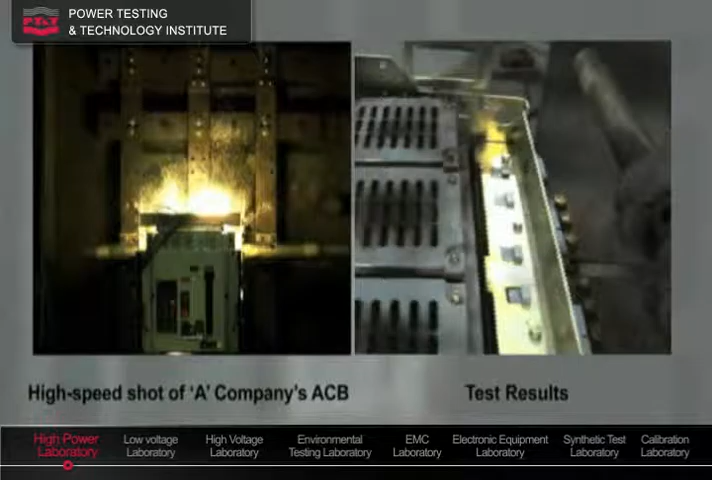 PT&T
POWER TESTING
& TECHNOLOGY INSTITUTE
High-speed shot of ‘A’ Company's ACB
Test Results
High Power
Laboratory
Low voltage
Laboratory
High Voltage
Laboratory
Environmental
Testing Laboratory
EMC
Laboratory
Electronic Equipment
Laboratory
Synthetic Test
Laboratory
Calibration
Laboratory